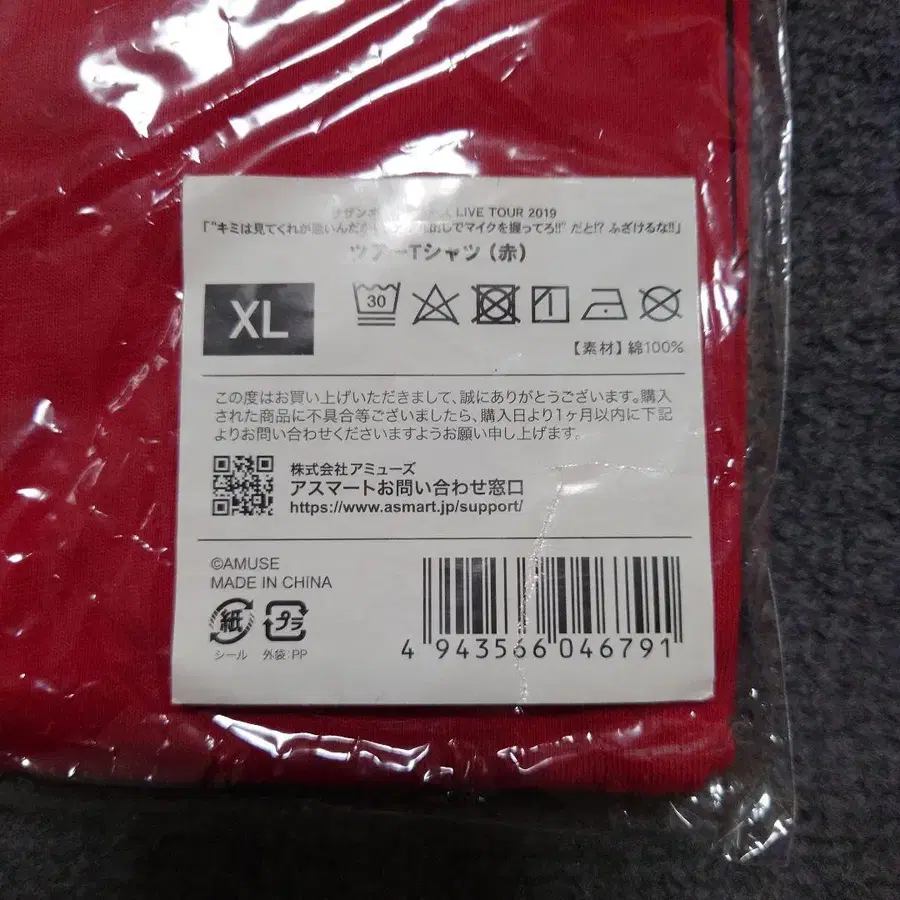 LIVE TOUR 2019
「"キミは見てくれが悪いんだから 出しでマイクを握ってろ!!" だと!? ふざけるな!!」
ツアーTシャツ(赤)
XL
30
【素材】綿100%
この度はお買い上げいただきまして、誠にありがとうございます。購入
された商品に不具合等ございましたら、購入日より1ヶ月以内に下記
よりお問い合わせくださいますようお願い申し上げます。
株式会社アミューズ
アスマートお問い合わせ窓口
https://www.asmart.jp/support/
©AMUSE
MADE IN CHINA
紙
プラ
シール
外袋:PP
4 943566 046791